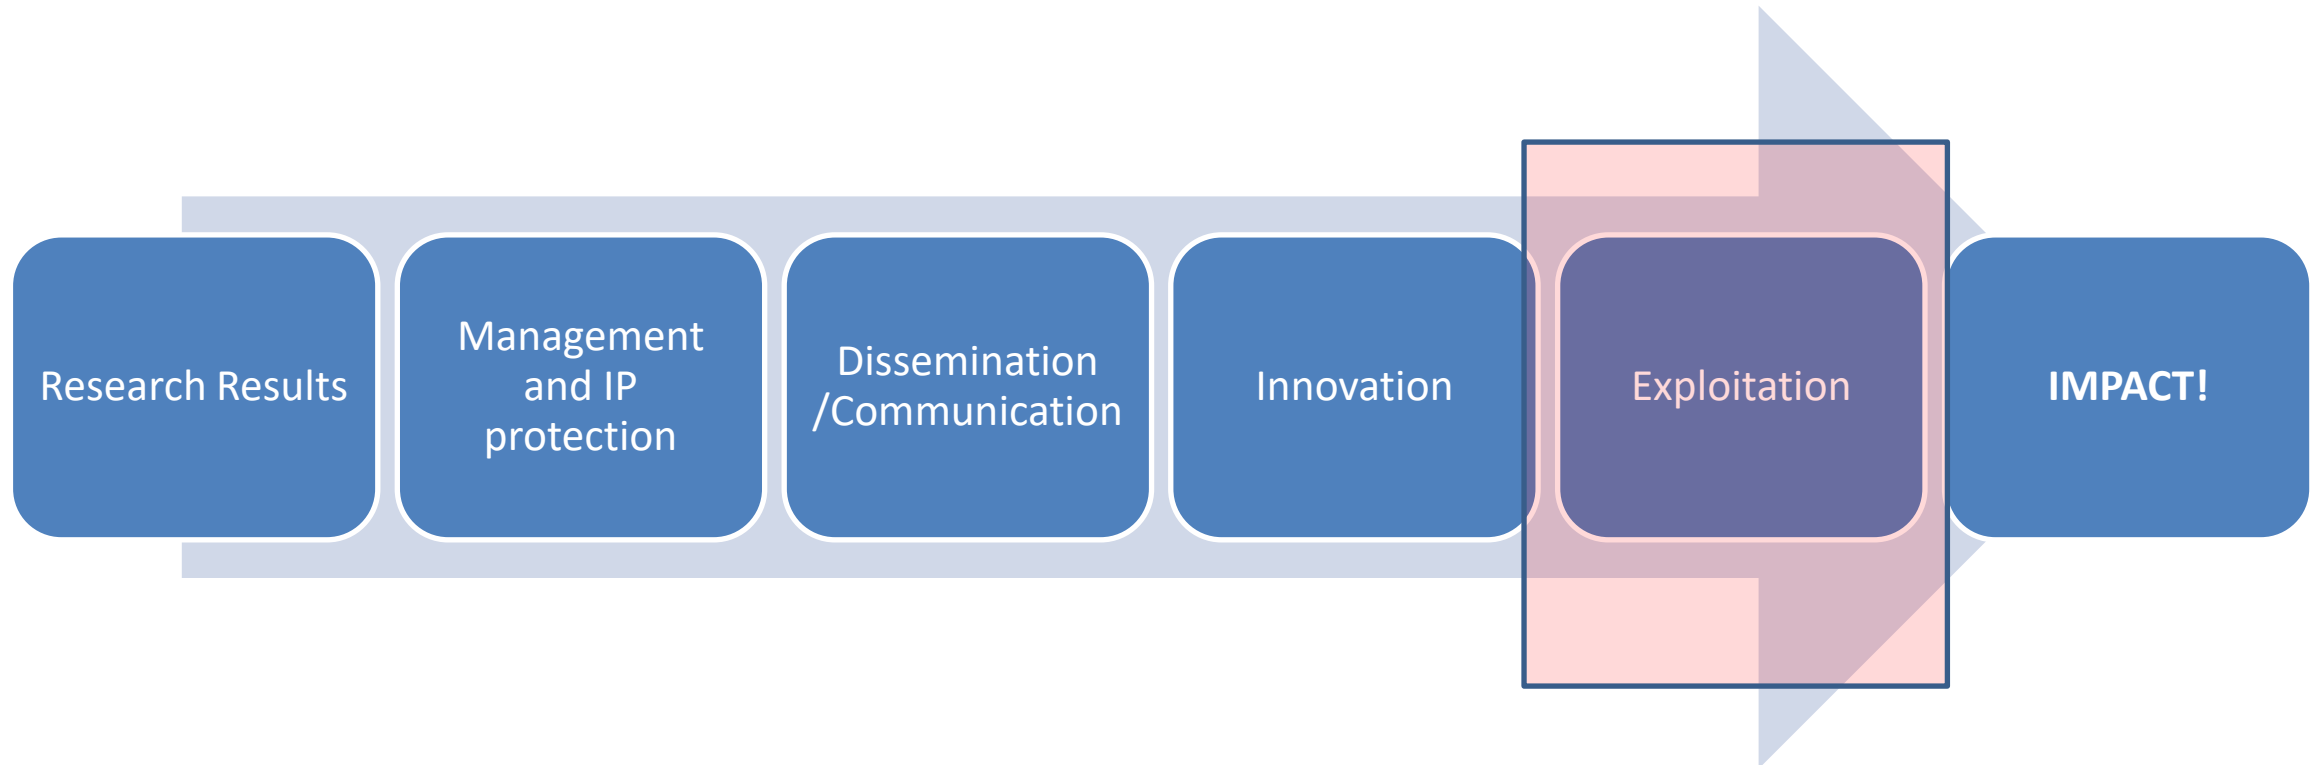 Research Results
Management
and IP
protection
Dissemination
/Communication
Innovation
Exploitation
IMPACT!